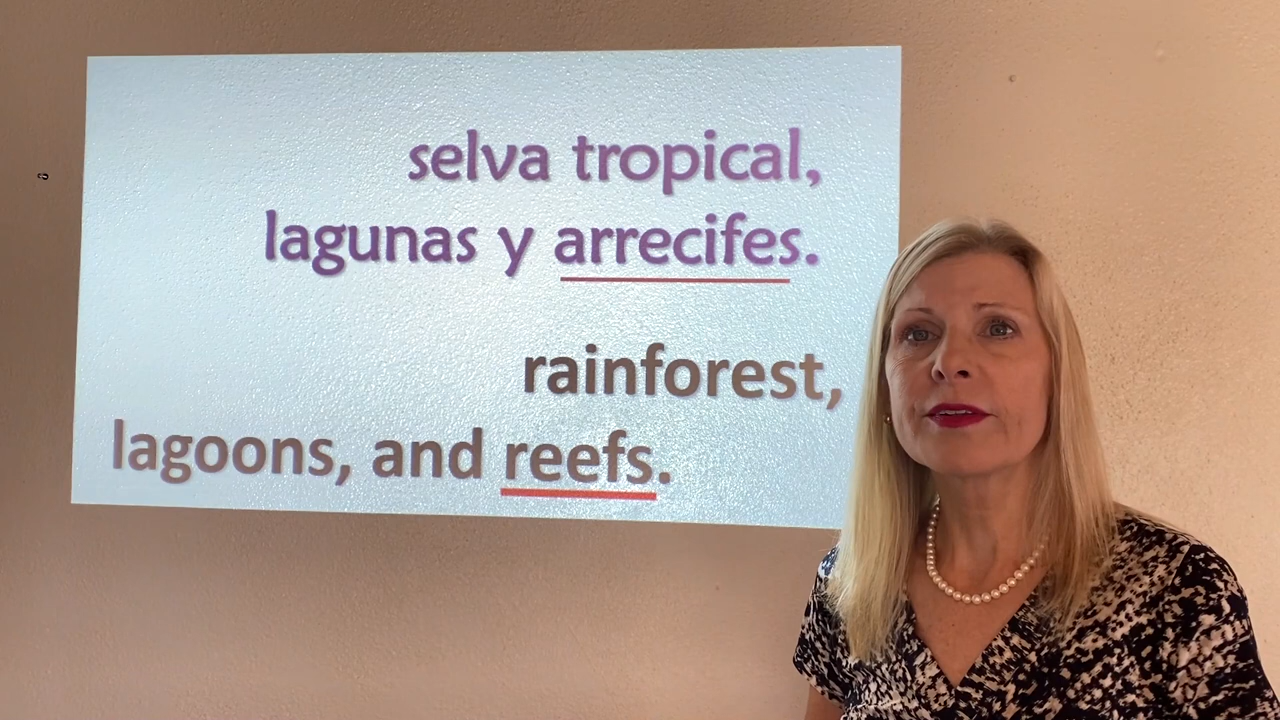 selva tropical,
lagunas y arrecifes.
rainforest,
lagoons, and reefs.